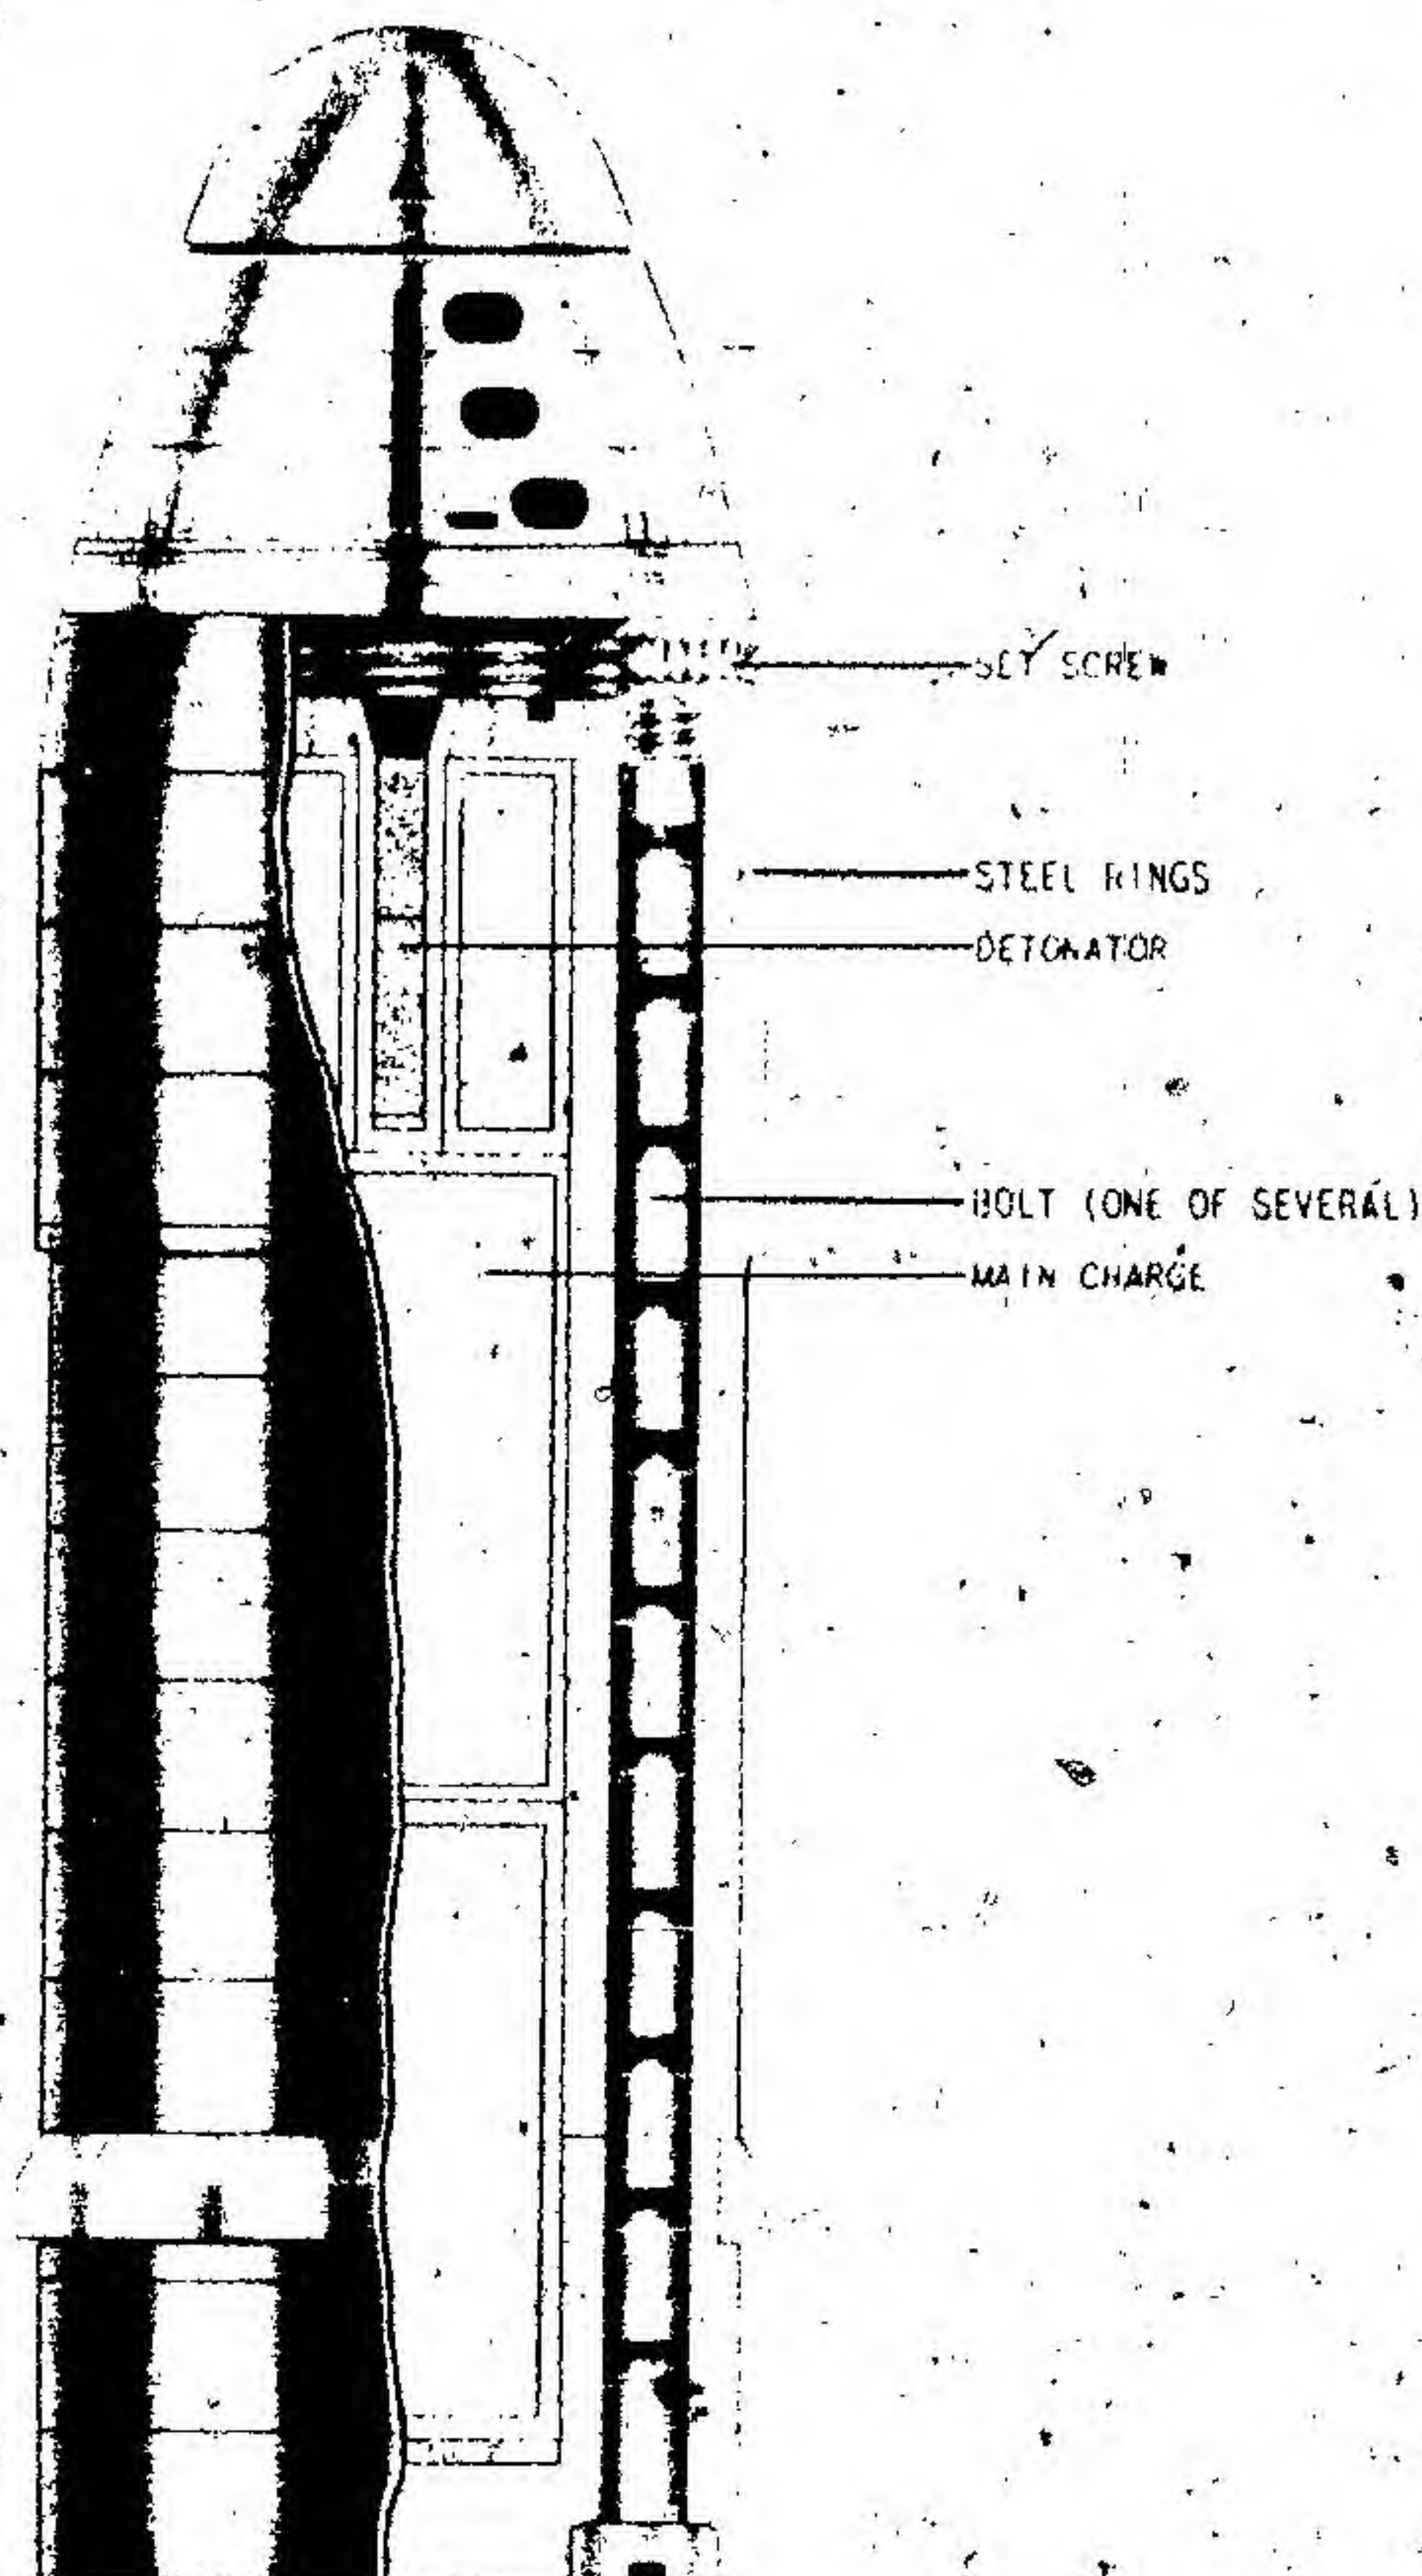 SET SCREW
STEEL RINGS
DETONATOR
BOLT (ONE OF SEVERAL)
MAIN CHARGE